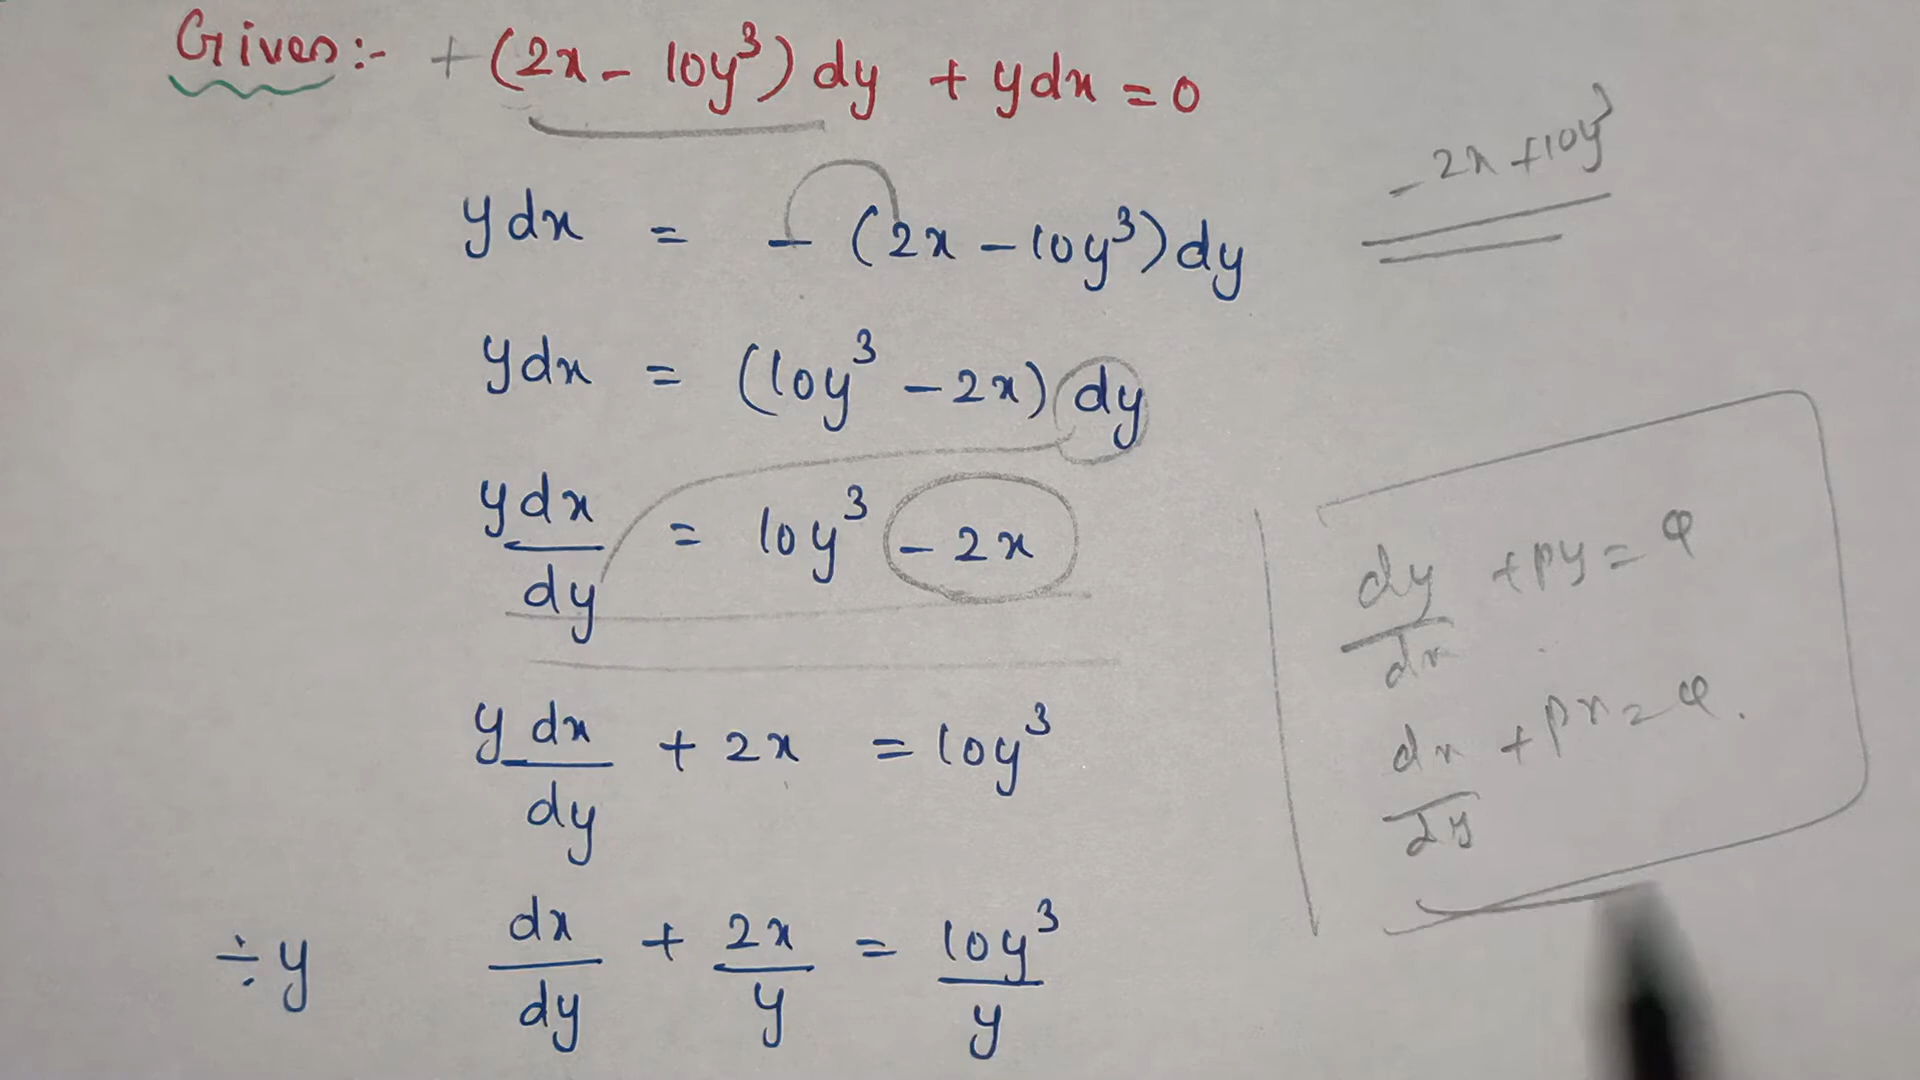 Given:- + (2x - 10y³) dy + ydx = 0
- 2x + 10y³
ydx = - (2x - 10y³) dy
ydx = (10y³ - 2x) dy
ydx/dy = 10y³ - 2x
dy/dx + Py = Q
y dx/dy + 2x = 10y³
dx/dy + Px = Q.
÷y dx/dy + 2x/y = 10y³/y